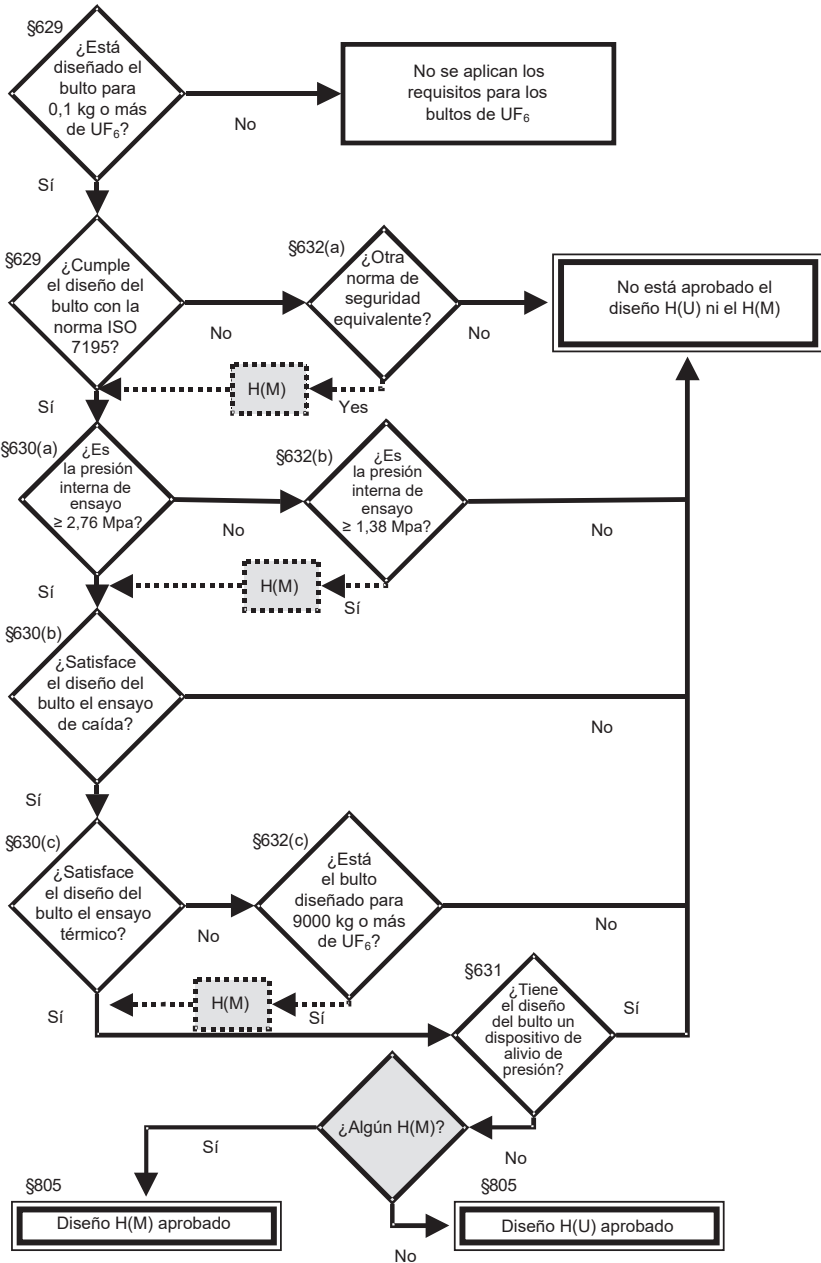 §629
¿Está
diseñado el
bulto para
0,1 kg o más
de UF₆?
No
No se aplican los
requisitos para los
bultos de UF₆
Sí
§629
¿Cumple
el diseño del
bulto con la
norma ISO
7195?
No
§632(a)
¿Otra
norma de
seguridad
equivalente?
No
No está aprobado el
diseño H(U) ni el H(M)
H(M)
Yes
Sí
§630(a)
¿Es
la presión
interna de
ensayo
≥ 2,76 Mpa?
No
§632(b)
¿Es
la presión
interna de
ensayo
≥ 1,38 Mpa?
No
H(M)
Sí
Sí
§630(b)
¿Satisface
el diseño del
bulto el ensayo
de caída?
No
Sí
§630(c)
¿Satisface
el diseño del
bulto el ensayo
térmico?
No
§632(c)
¿Está
el bulto
diseñado para
9000 kg o más
de UF₆?
No
H(M)
Sí
Sí
§631
¿Tiene
el diseño
del bulto un
dispositivo de
alivio de
presión?
Sí
No
¿Algún H(M)?
Sí
§805
Diseño H(M) aprobado
No
§805
Diseño H(U) aprobado